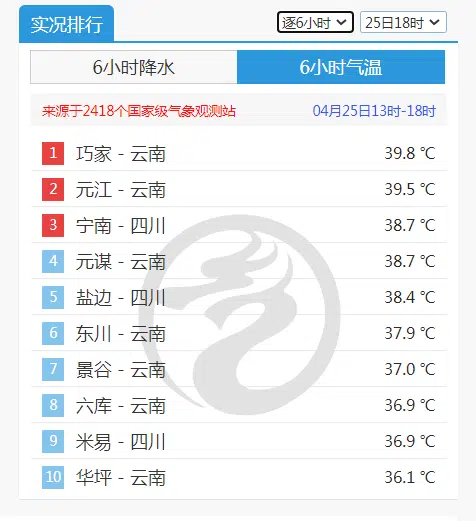 实况排行 逐6小时 25日18时
6小时降水 6小时气温
来源于2418个国家级气象观测站 04月25日13时-18时
1 巧家 - 云南 39.8 ℃
2 元江 - 云南 39.5 ℃
3 宁南 - 四川 38.7 ℃
4 元谋 - 云南 38.7 ℃
5 盐边 - 四川 38.4 ℃
6 东川 - 云南 37.9 ℃
7 景谷 - 云南 37.0 ℃
8 六库 - 云南 36.9 ℃
9 米易 - 四川 36.9 ℃
10 华坪 - 云南 36.1 ℃